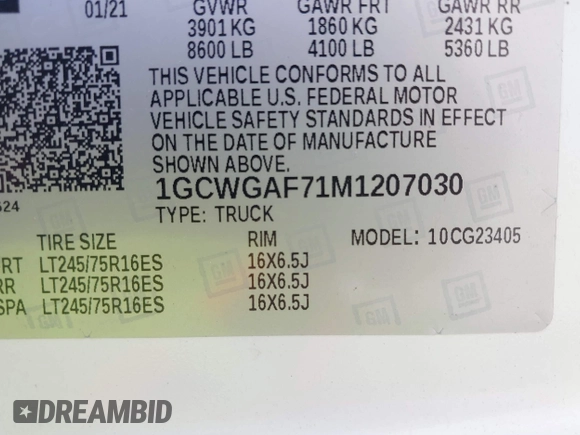 01/21 GVWR GAWR FRT GAWR RR
3901 KG 1860 KG 2431 KG
8600 LB 4100 LB 5360 LB
THIS VEHICLE CONFORMS TO ALL
APPLICABLE U.S. FEDERAL MOTOR
VEHICLE SAFETY STANDARDS IN EFFECT
ON THE DATE OF MANUFACTURE
SHOWN ABOVE.
1GCWGAF71M1207030
624 TYPE: TRUCK
TIRE SIZE RIM MODEL: 10CG23405
FRT LT245/75R16ES 16X6.5J
RR LT245/75R16ES 16X6.5J
SPA LT245/75R16ES 16X6.5J
GM
DREAMBID